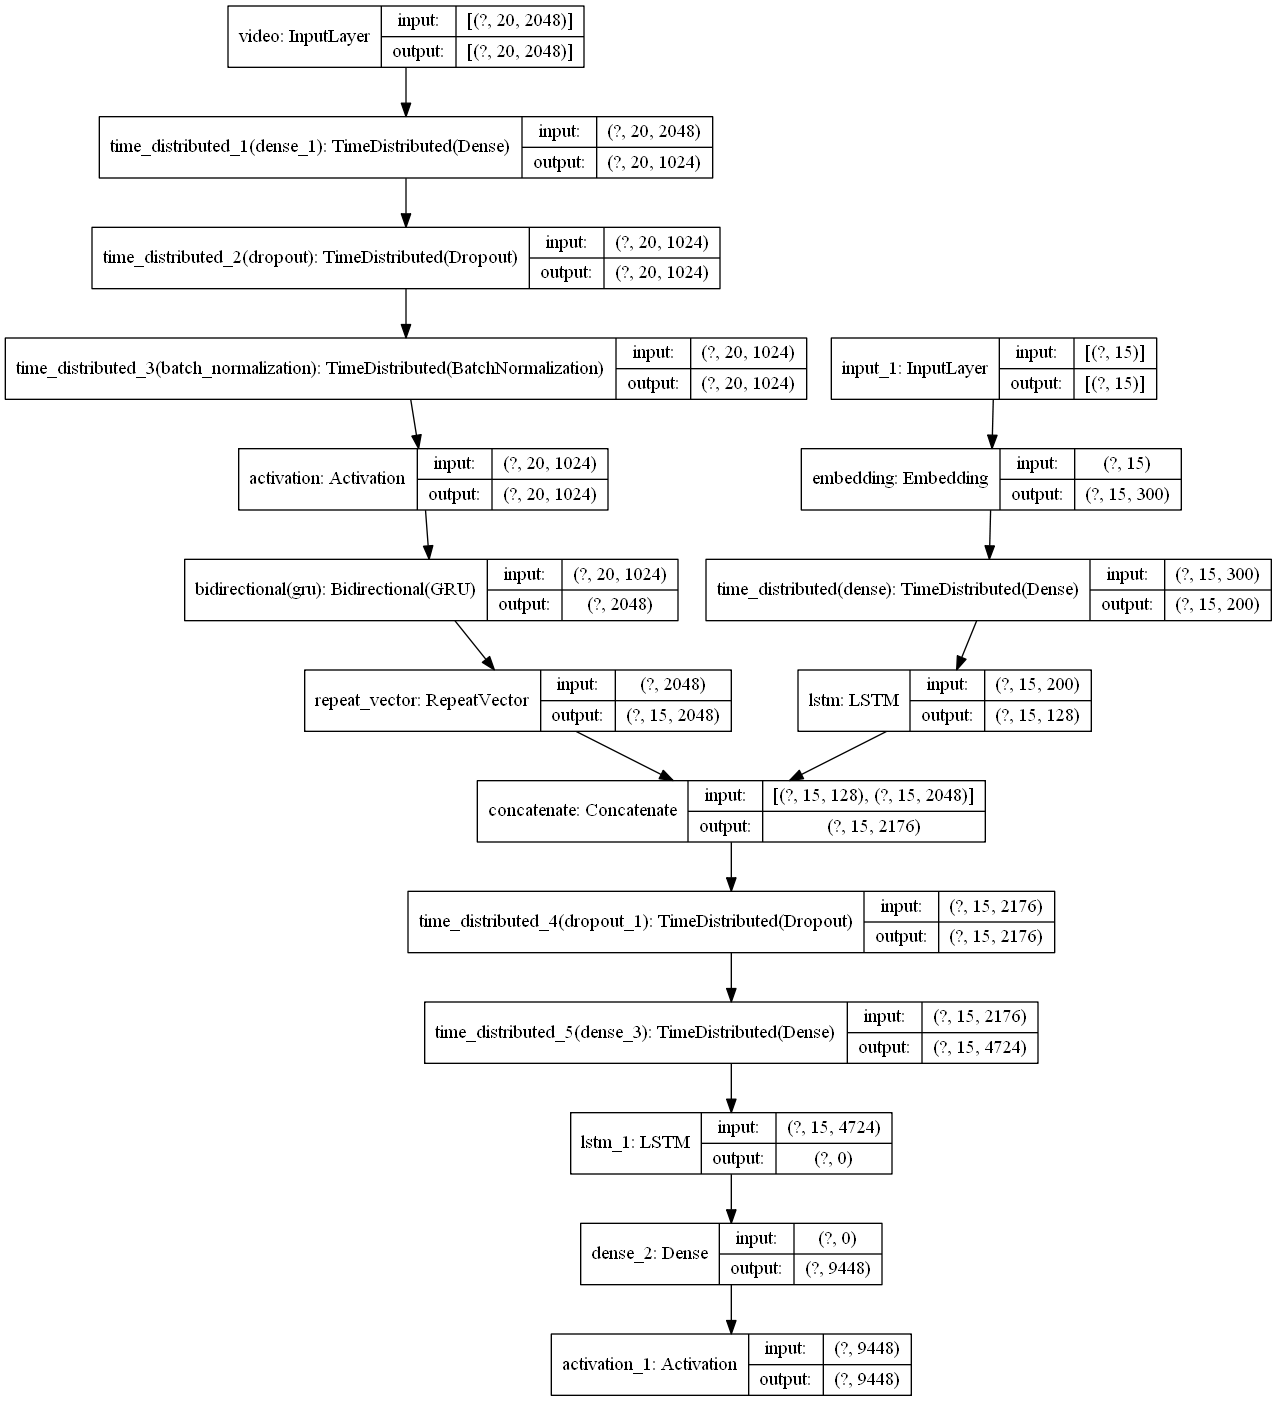 video: InputLayer
input: [(?, 20, 2048)]
output: [(?, 20, 2048)]
time_distributed_1(dense_1): TimeDistributed(Dense)
input: (?, 20, 2048)
output: (?, 20, 1024)
time_distributed_2(dropout): TimeDistributed(Dropout)
input: (?, 20, 1024)
output: (?, 20, 1024)
time_distributed_3(batch_normalization): TimeDistributed(BatchNormalization)
input: (?, 20, 1024)
output: (?, 20, 1024)
input_1: InputLayer
input: [(?, 15)]
output: [(?, 15)]
activation: Activation
input: (?, 20, 1024)
output: (?, 20, 1024)
embedding: Embedding
input: (?, 15)
output: (?, 15, 300)
bidirectional(gru): Bidirectional(GRU)
input: (?, 20, 1024)
output: (?, 2048)
time_distributed(dense): TimeDistributed(Dense)
input: (?, 15, 300)
output: (?, 15, 200)
repeat_vector: RepeatVector
input: (?, 2048)
output: (?, 15, 2048)
lstm: LSTM
input: (?, 15, 200)
output: (?, 15, 128)
concatenate: Concatenate
input: [(?, 15, 128), (?, 15, 2048)]
output: (?, 15, 2176)
time_distributed_4(dropout_1): TimeDistributed(Dropout)
input: (?, 15, 2176)
output: (?, 15, 2176)
time_distributed_5(dense_3): TimeDistributed(Dense)
input: (?, 15, 2176)
output: (?, 15, 4724)
lstm_1: LSTM
input: (?, 15, 4724)
output: (?, 0)
dense_2: Dense
input: (?, 0)
output: (?, 9448)
activation_1: Activation
input: (?, 9448)
output: (?, 9448)